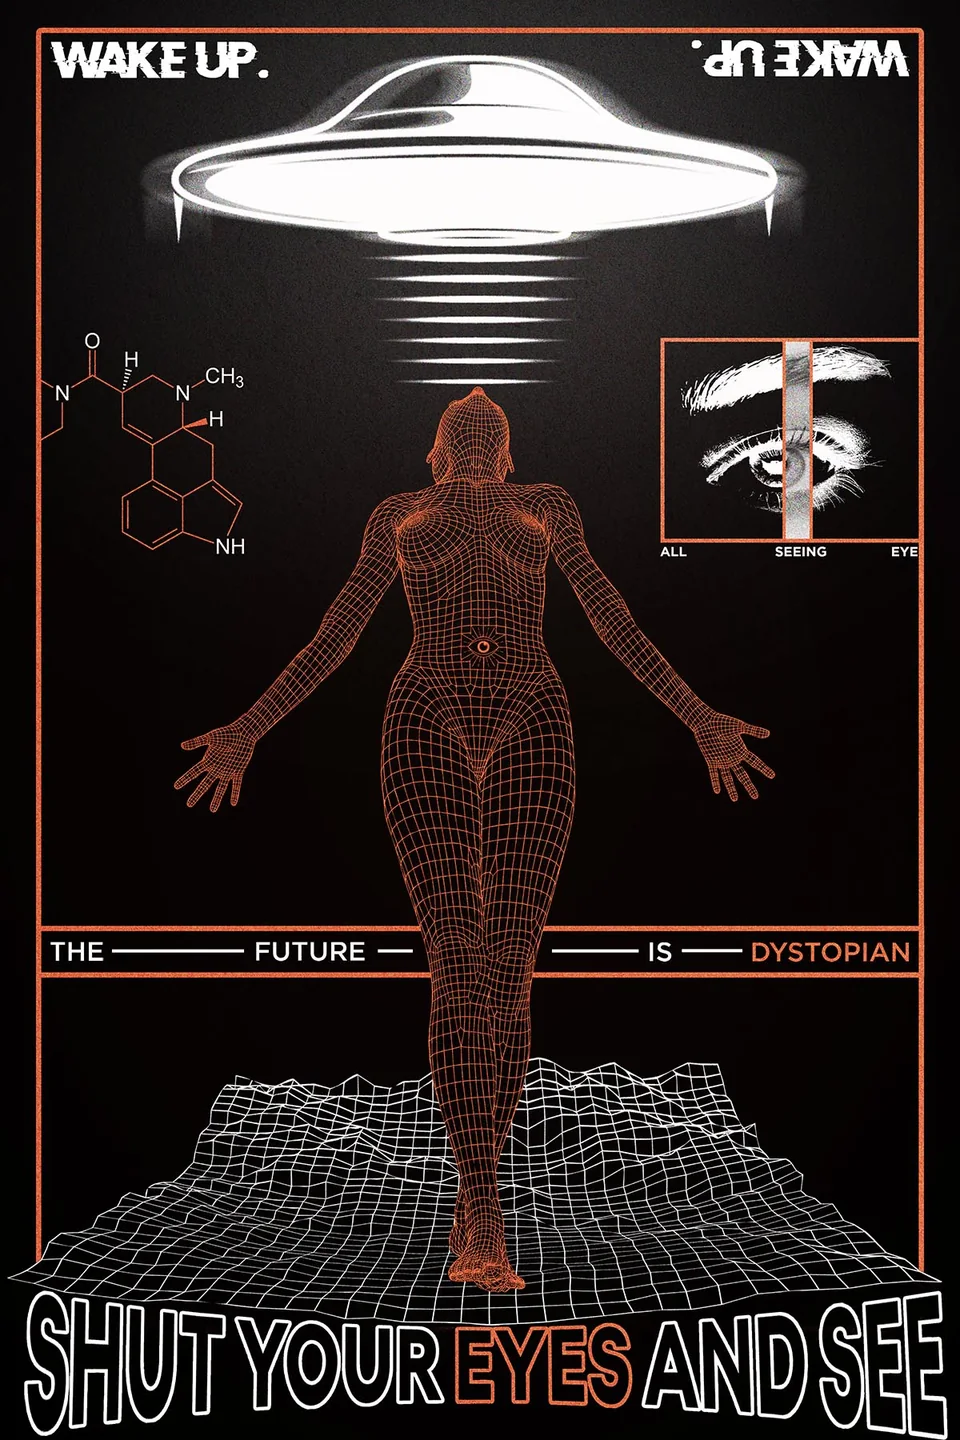 WAKE UP.
WAKE UP.
O
H
N
N
CH₃
H
NH
ALL SEEING EYE
THE FUTURE IS DYSTOPIAN
SHUT YOUR EYES AND SEE